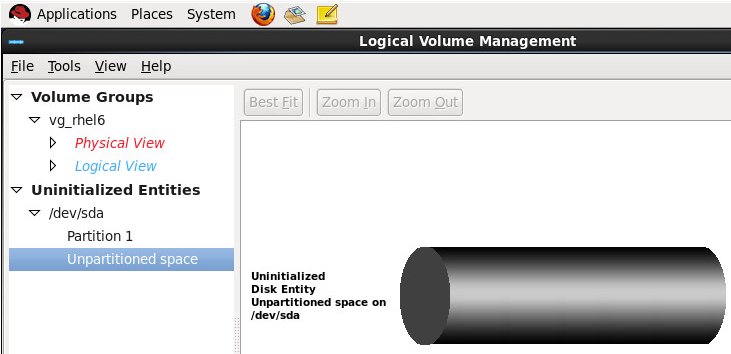 Applications Places System
Logical Volume Management
File Tools View Help
Volume Groups
vg_rhel6
Physical View
Logical View
Uninitialized Entities
/dev/sda
Partition 1
Unpartitioned space
Best Fit Zoom In Zoom Out
Uninitialized
Disk Entity
Unpartitioned space on
/dev/sda